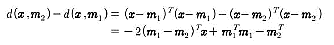 d(x,m₂) − d(x,m₁) = (x−m₁)ᵀ(x−m₁) − (x−m₂)ᵀ(x−m₂)
= −2(m₁−m₂)ᵀx + m₁ᵀm₁ − m₂ᵀ